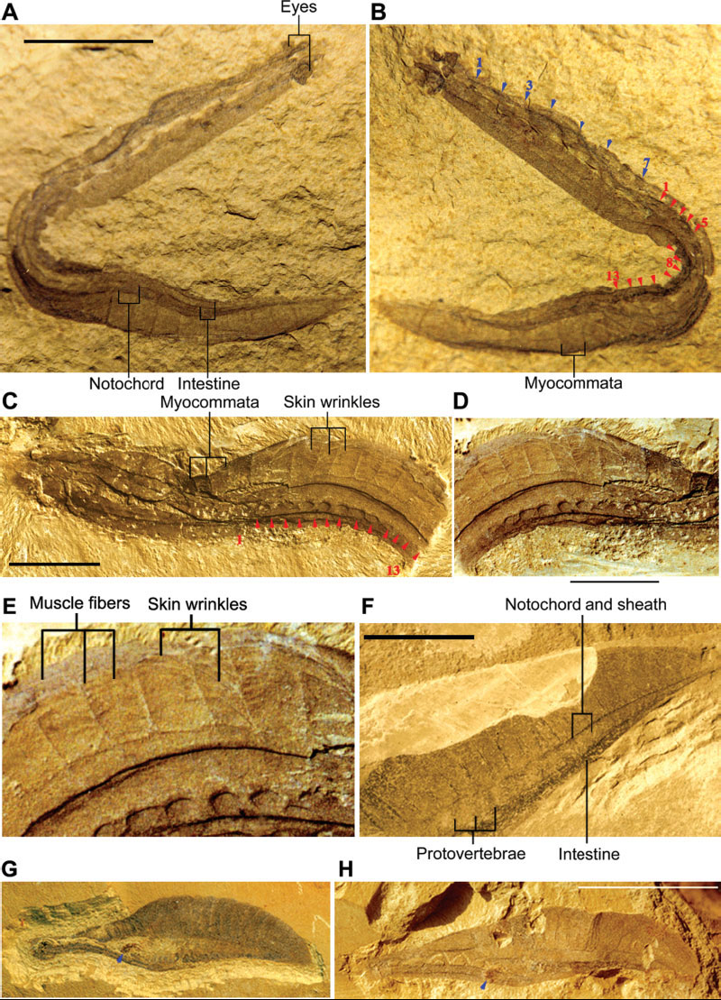 A
Eyes
B
1
3
7
1
5
8
13
Notochord Intestine
Myocommata
C
Myocommata
Skin wrinkles
D
1
13
E
Muscle fibers Skin wrinkles
F
Notochord and sheath
Protovertebrae
Intestine
G
H